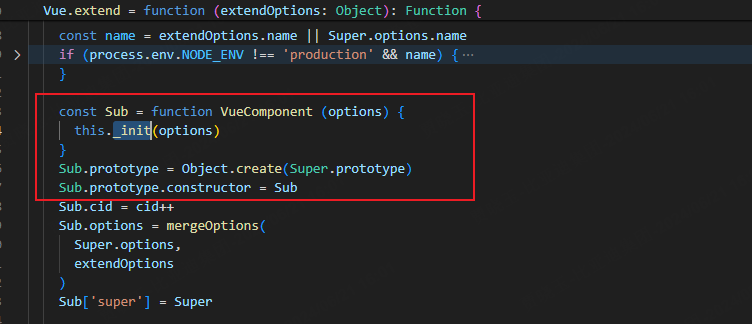 Vue.extend = function (extendOptions: Object): Function {
const name = extendOptions.name || Super.options.name
if (process.env.NODE_ENV !== 'production' && name) {…
}
const Sub = function VueComponent (options) {
this._init(options)
}
Sub.prototype = Object.create(Super.prototype)
Sub.prototype.constructor = Sub
Sub.cid = cid++
Sub.options = mergeOptions(
Super.options,
extendOptions
)
Sub['super'] = Super